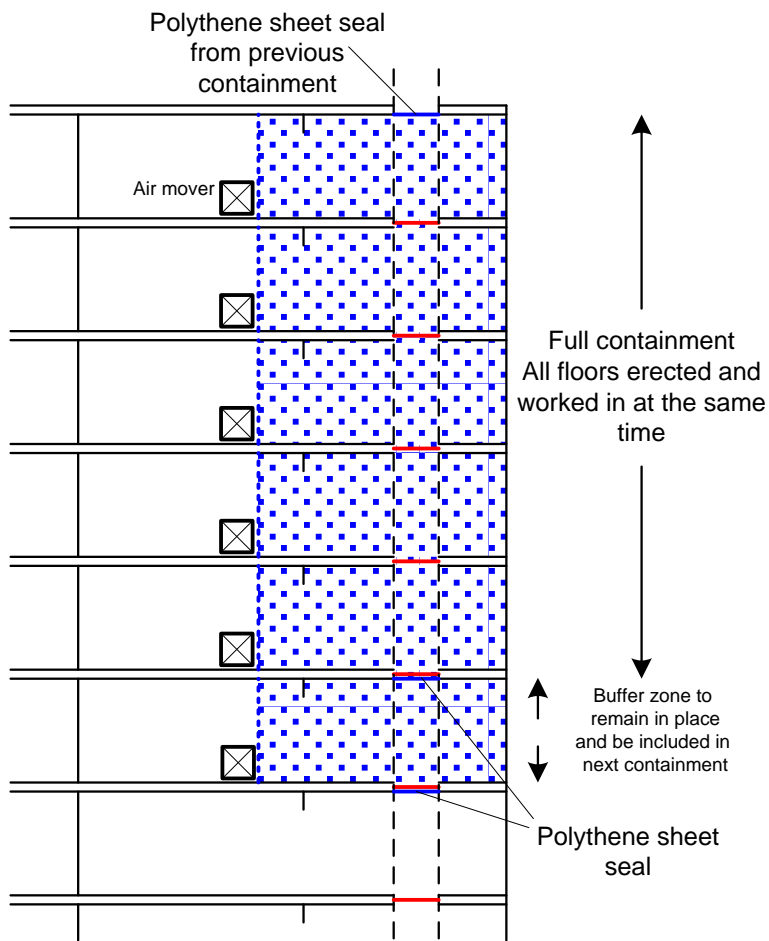 Polythene sheet seal
from previous
containment
Air mover
Full containment
All floors erected and
worked in at the same
time
Buffer zone to
remain in place
and be included in
next containment
Polythene sheet
seal